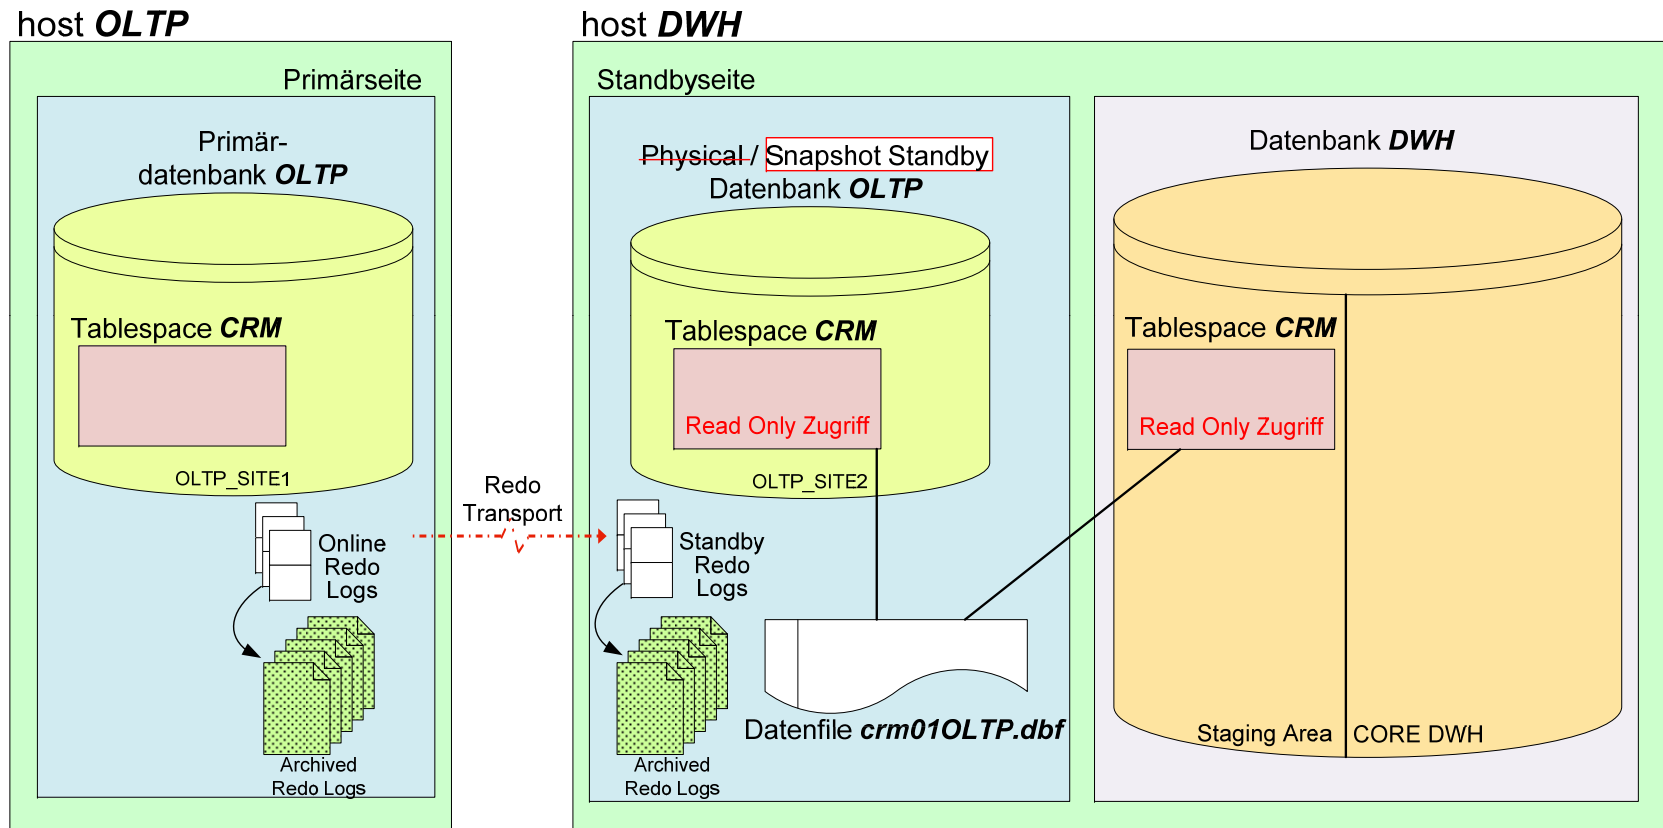 host OLTP
Primärseite
Primär-
datenbank OLTP
Tablespace CRM
OLTP_SITE1
Online
Redo
Logs
Archived
Redo Logs
Redo
Transport
host DWH
Standbyseite
Physical / Snapshot Standby
Datenbank OLTP
Tablespace CRM
Read Only Zugriff
OLTP_SITE2
Standby
Redo
Logs
Archived
Redo Logs
Datenfile crm01OLTP.dbf
Datenbank DWH
Tablespace CRM
Read Only Zugriff
Staging Area
CORE DWH